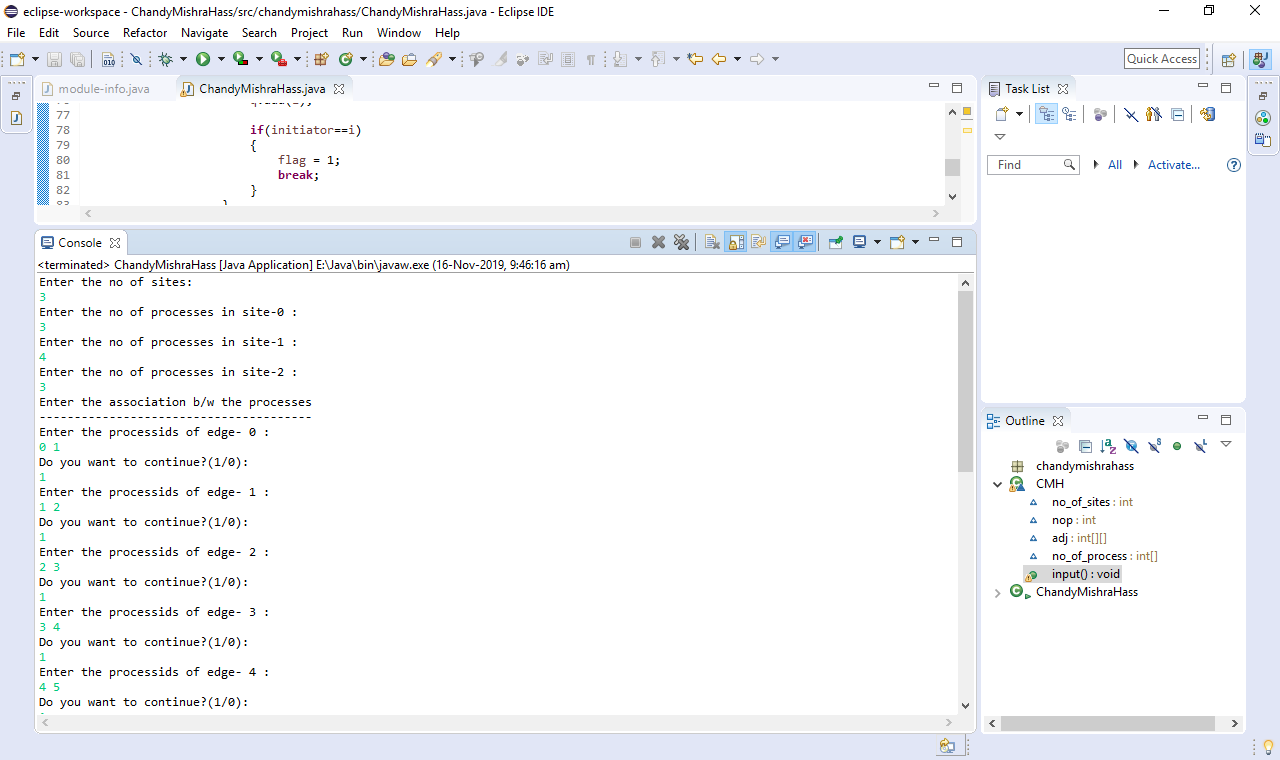 eclipse-workspace - ChandyMishraHass/src/chandymishrahass/ChandyMishraHass.java - Eclipse IDE
File Edit Source Refactor Navigate Search Project Run Window Help
Quick Access
module-info.java
ChandyMishraHass.java
77
78 if(initiator==i)
79 {
80 flag = 1;
81 break;
82 }
Console
<terminated> ChandyMishraHass [Java Application] E:\Java\bin\javaw.exe (16-Nov-2019, 9:46:16 am)
Enter the no of sites:
3
Enter the no of processes in site-0 :
3
Enter the no of processes in site-1 :
4
Enter the no of processes in site-2 :
3
Enter the association b/w the processes
---------------------------------------
Enter the processids of edge- 0 :
0 1
Do you want to continue?(1/0):
1
Enter the processids of edge- 1 :
1 2
Do you want to continue?(1/0):
1
Enter the processids of edge- 2 :
2 3
Do you want to continue?(1/0):
1
Enter the processids of edge- 3 :
3 4
Do you want to continue?(1/0):
1
Enter the processids of edge- 4 :
4 5
Do you want to continue?(1/0):
Task List
Find All Activate...
Outline
chandymishrahass
CMH
no_of_sites : int
nop : int
adj : int[][]
no_of_process : int[]
input() : void
ChandyMishraHass